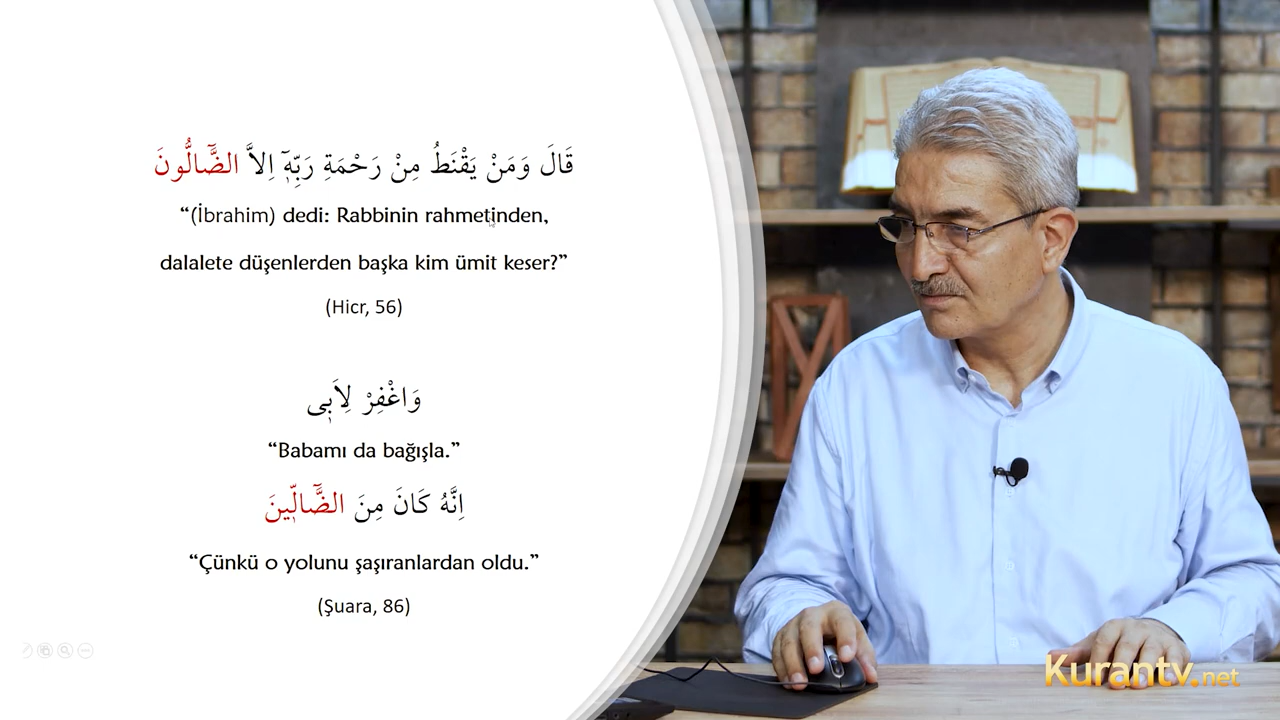 قَالَ وَمَنْ يَقْنَطُ مِنْ رَحْمَةِ رَبِّهٖٓ اِلاَّ الضَّٓالُّونَ
“(İbrahim) dedi: Rabbinin rahmetinden,
dalalete düşenlerden başka kim ümit keser?”
(Hicr, 56)
وَاغْفِرْ لِاَبٖى
“Babamı da bağışla.”
اِنَّهُ كَانَ مِنَ الضَّٓالّٖينَ
“Çünkü o yolunu şaşıranlardan oldu.”
(Şuara, 86)
Kurantv.net